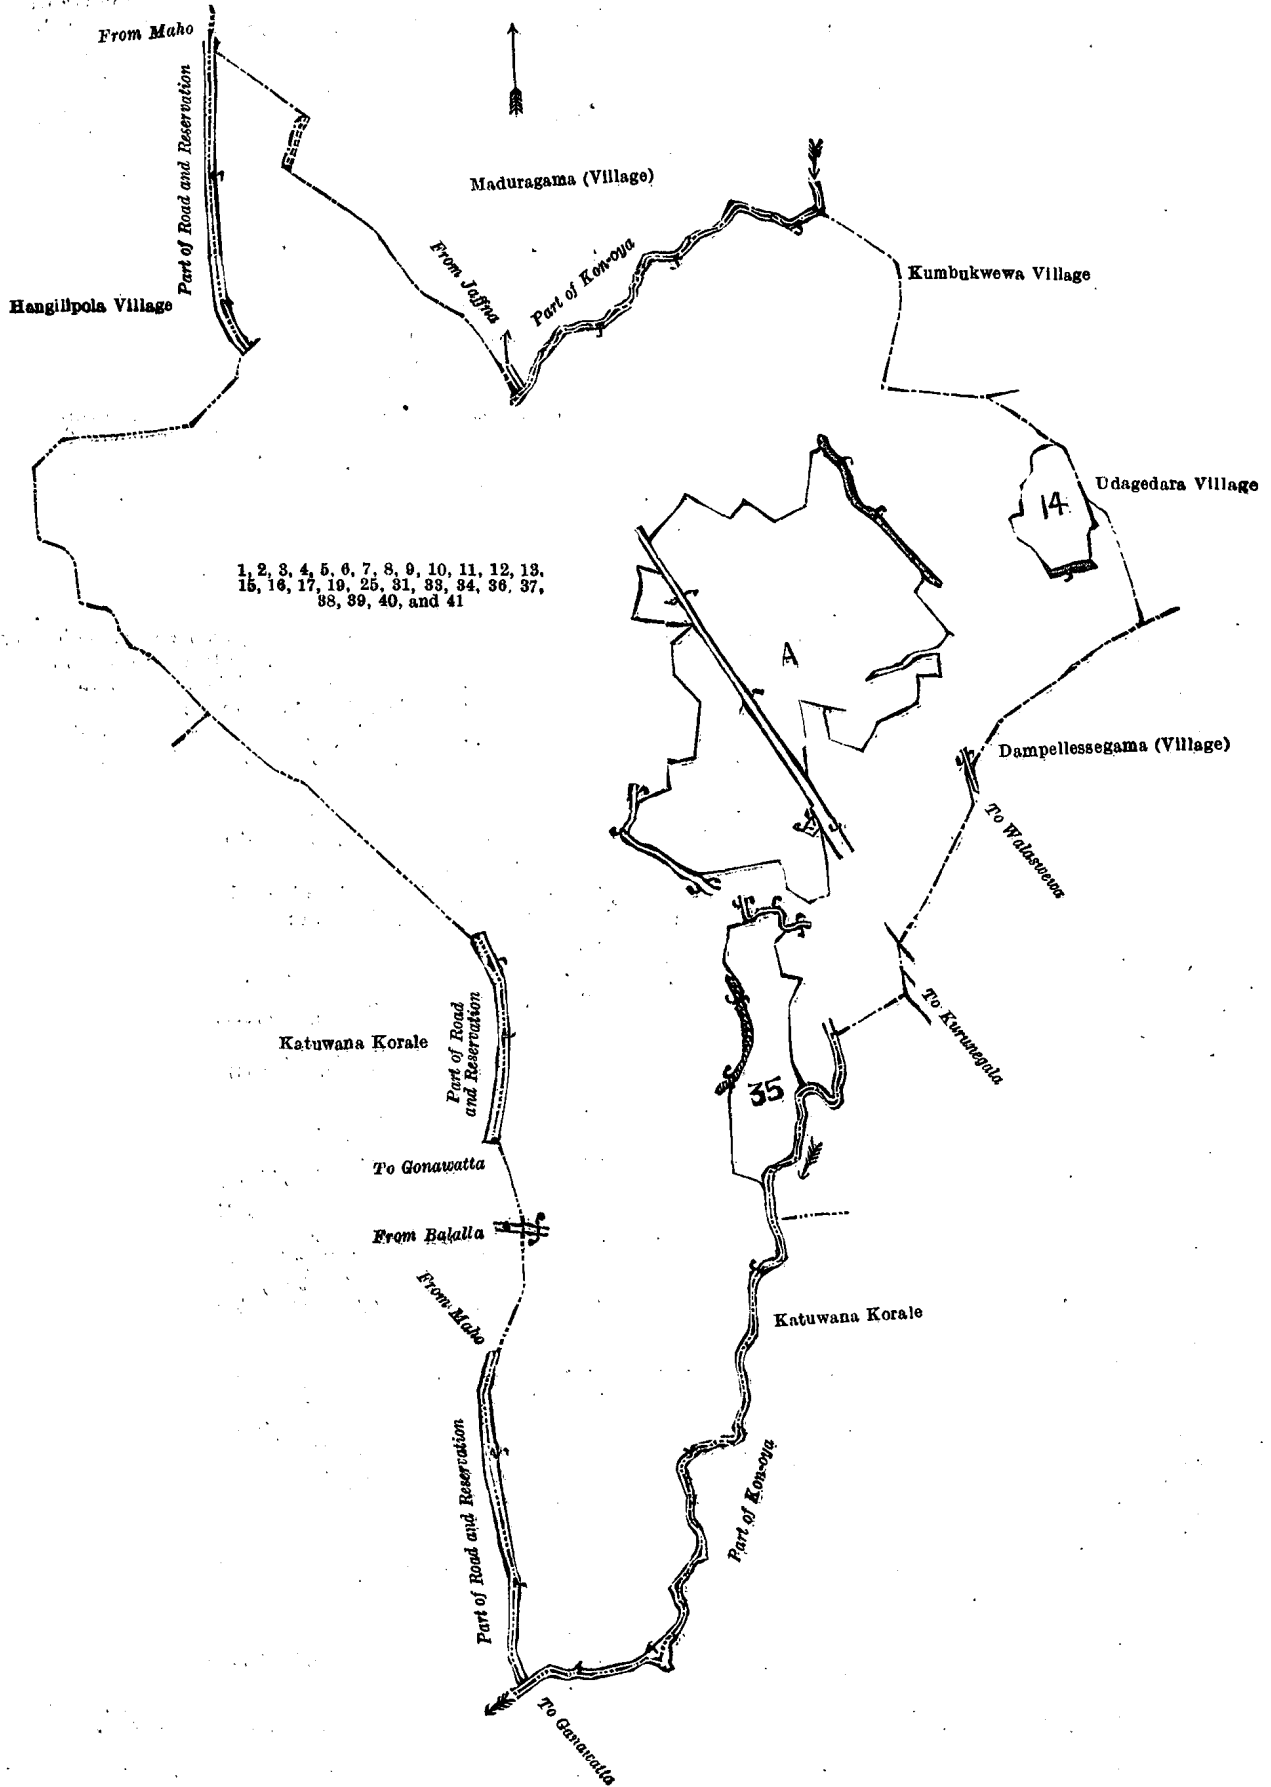 From Maho
Part of Road and Reservation
Maduragama (Village)
From Jaffna
Part of Kon-oya
Kumbukwewa Village
Hangilipola Village
Udagedara Village
14
1, 2, 3, 4, 5, 6, 7, 8, 9, 10, 11, 12, 13,
15, 16, 17, 19, 25, 31, 33, 34, 36, 37,
38, 39, 40, and 41
A
Dampellessegama (Village)
To Walaswewa
To Kurunegala
Katuwana Korale
Part of Road
and Reservation
35
To Gonawatta
From Balalla
From Maho
Katuwana Korale
Part of Road and Reservation
Part of Kon-oya
To Ganawatta